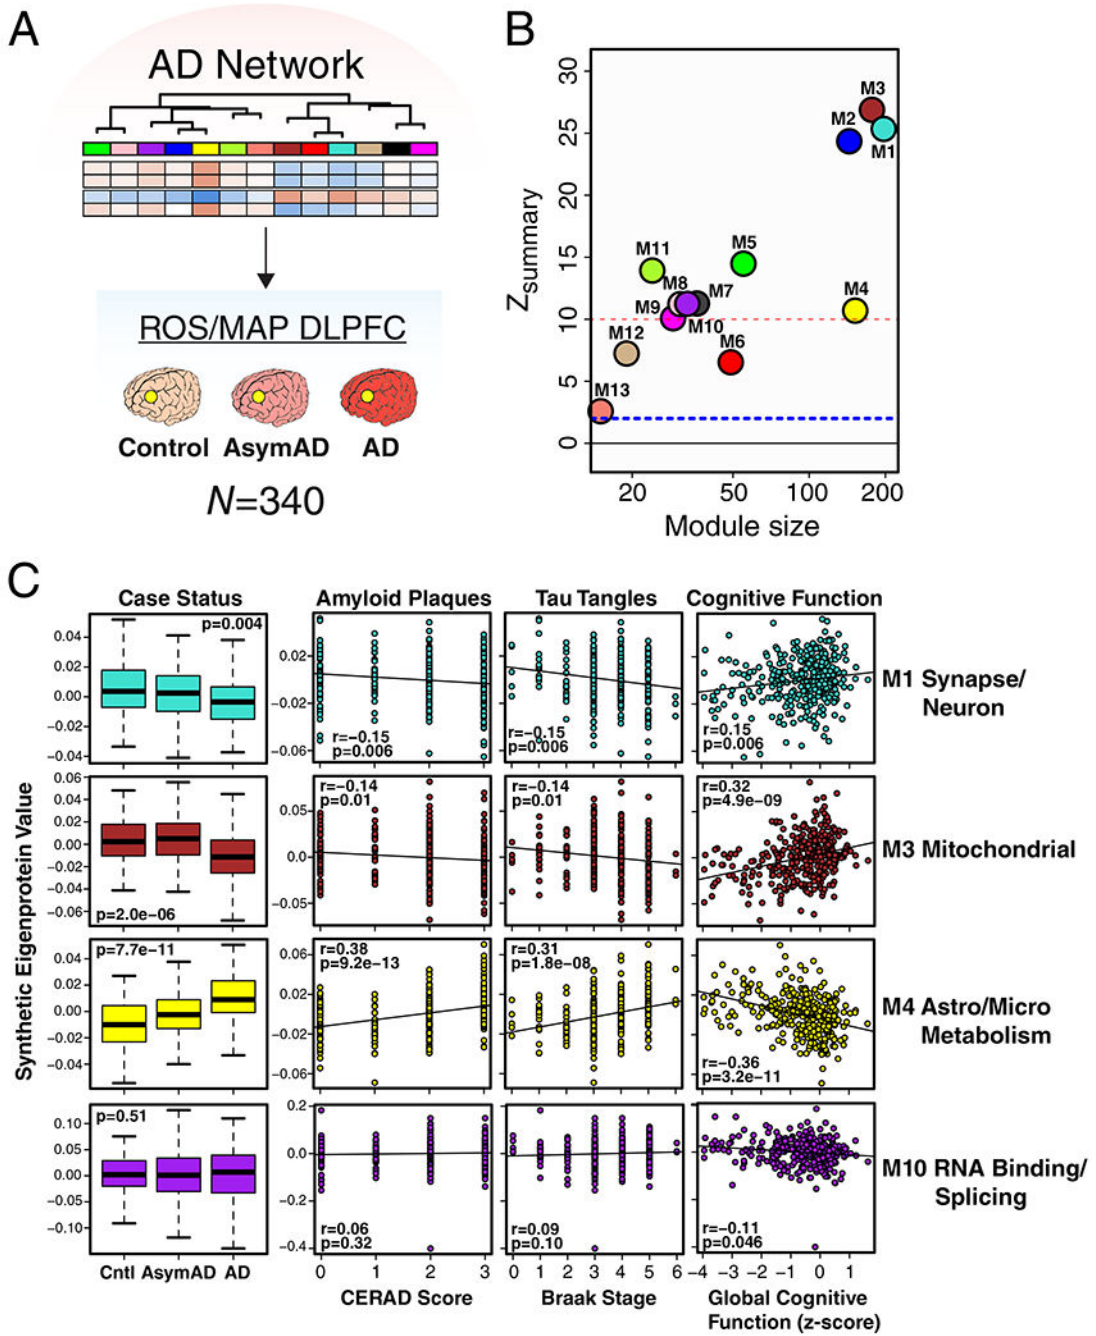 A
AD Network
ROS/MAP DLPFC
Control AsymAD AD
N=340
B
Zsummary
30
25
20
15
10
5
0
M3
M2
M1
M11
M5
M8
M7
M4
M9
M10
M12
M6
M13
20 50 100 200
Module size
C
Synthetic Eigenprotein Value
Case Status Amyloid Plaques Tau Tangles Cognitive Function
0.04
0.02
0.00
−0.02
−0.04
p=0.004
0.02
−0.02
−0.06
r=−0.15
p=0.006
r=−0.15
p=0.006
r=0.15
p=0.006
M1 Synapse/
Neuron
0.06
0.04
0.02
0.00
−0.02
−0.04
−0.06
p=2.0e−06
0.05
0.0
−0.05
r=−0.14
p=0.01
r=−0.14
p=0.01
r=0.32
p=4.9e−09
M3 Mitochondrial
0.04
0.02
0.00
−0.02
−0.04
p=7.7e−11
0.06
0.02
−0.02
−0.06
r=0.38
p=9.2e−13
r=0.31
p=1.8e−08
r=−0.36
p=3.2e−11
M4 Astro/Micro
Metabolism
0.10
0.05
0.00
−0.05
−0.10
p=0.51
0.2
0.0
−0.2
−0.4
r=0.06
p=0.32
r=0.09
p=0.10
r=−0.11
p=0.046
M10 RNA Binding/
Splicing
Cntl AsymAD AD
0 1 2 3
0 1 2 3 4 5 6
−4 −3 −2 −1 0 1
CERAD Score
Braak Stage
Global Cognitive
Function (z-score)